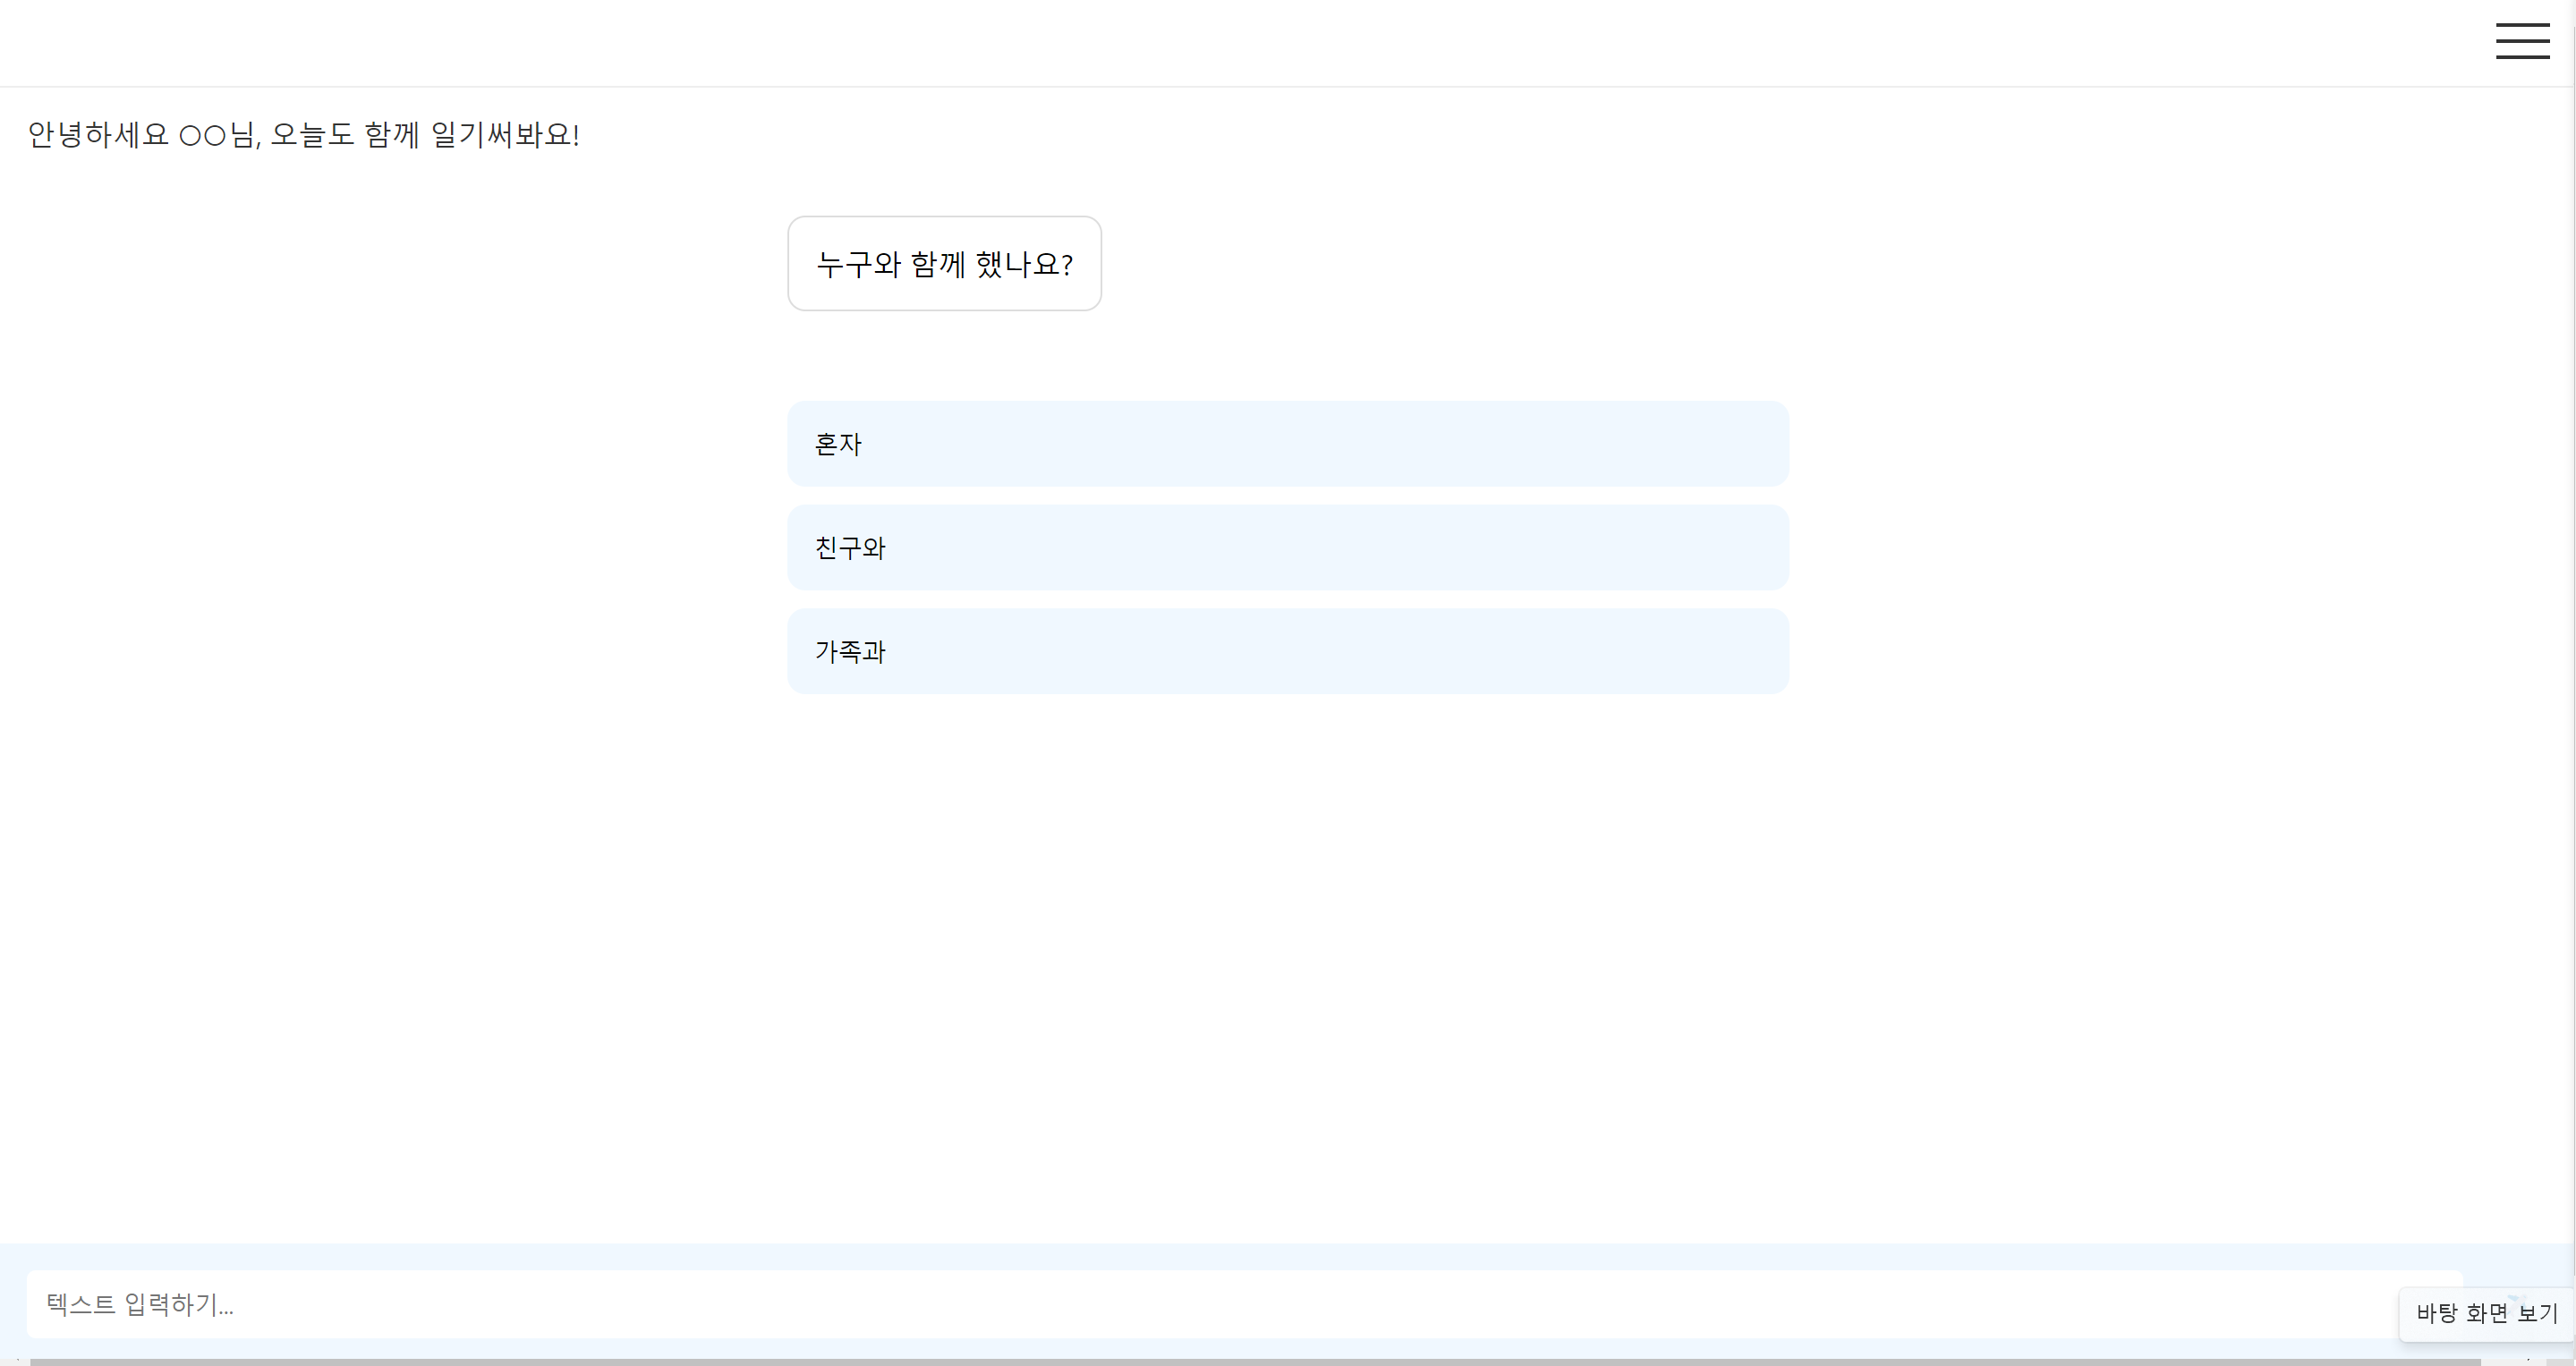 안녕하세요 ○○님, 오늘도 함께 일기써봐요!
누구와 함께 했나요?
혼자
친구와
가족과
텍스트 입력하기...
바탕 화면 보기